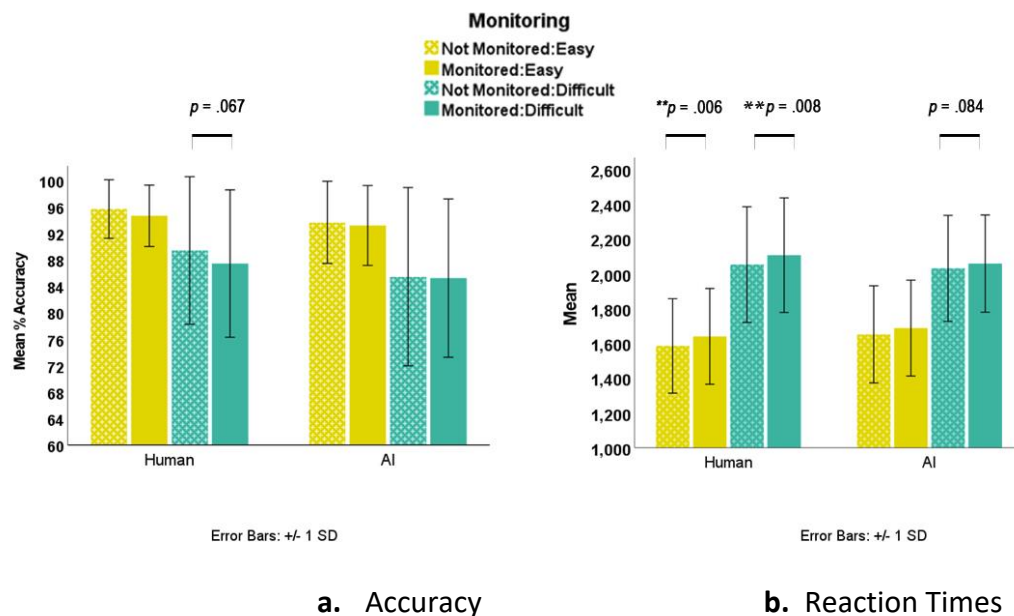 Monitoring
Not Monitored:Easy
Monitored:Easy
Not Monitored:Difficult
Monitored:Difficult
p = .067
Mean % Accuracy
100
96
92
88
84
80
76
72
68
64
60
Human
AI
Error Bars: +/- 1 SD
a. Accuracy
**p = .006
**p = .008
p = .084
Mean
2,600
2,400
2,200
2,000
1,800
1,600
1,400
1,200
1,000
Human
AI
Error Bars: +/- 1 SD
b. Reaction Times